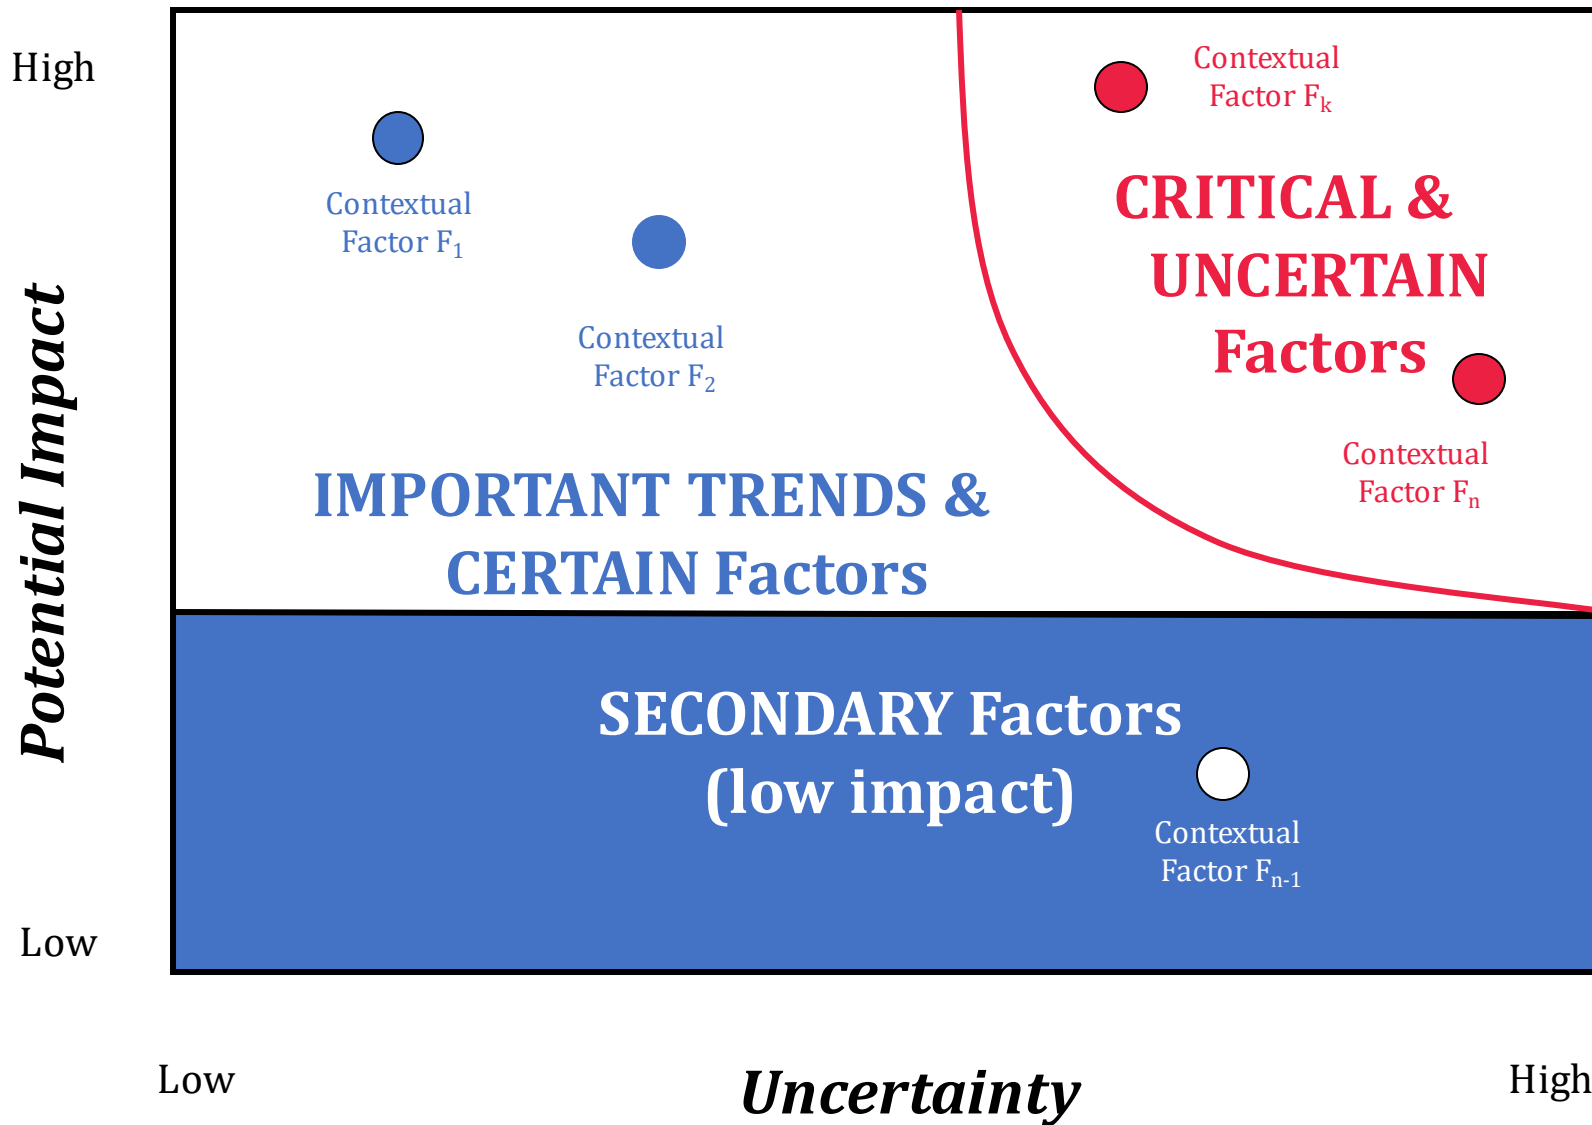 High
Contextual
Factor Fk
Contextual
Factor F1
CRITICAL &
UNCERTAIN
Factors
Contextual
Factor F2
Potential Impact
Contextual
Factor Fn
IMPORTANT TRENDS &
CERTAIN Factors
SECONDARY Factors
(low impact)
Contextual
Factor Fn-1
Low
Low
Uncertainty
High